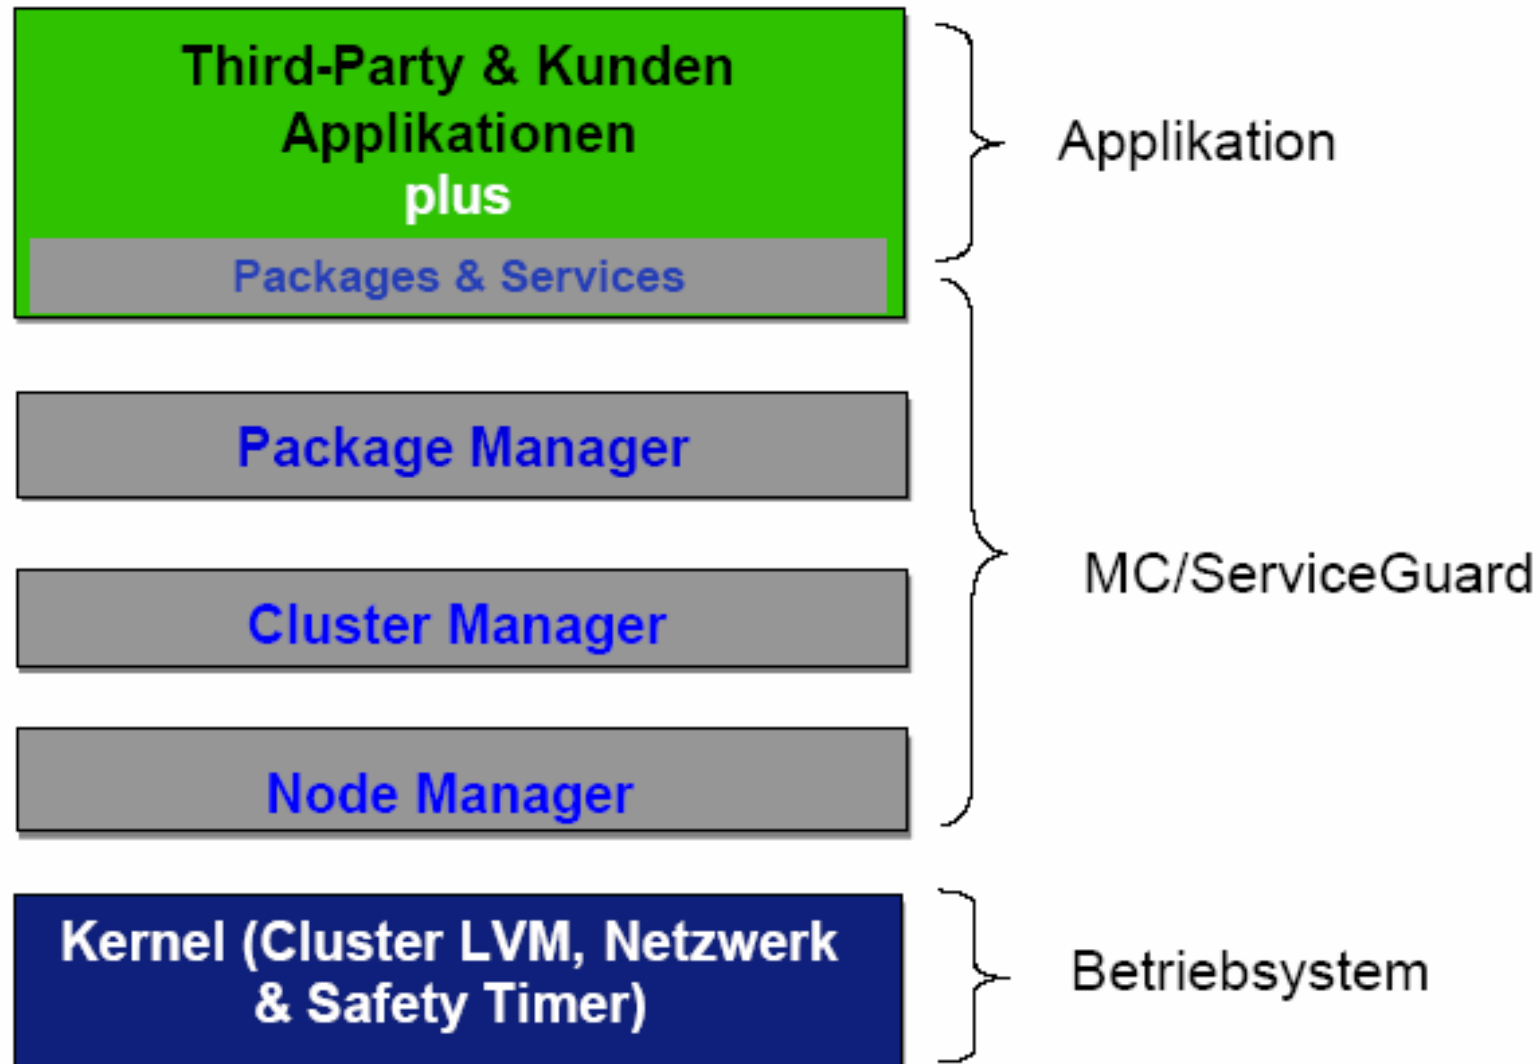 Third-Party & Kunden
Applikationen
plus
Packages & Services
Applikation
Package Manager
Cluster Manager
Node Manager
MC/ServiceGuard
Kernel (Cluster LVM, Netzwerk
& Safety Timer)
Betriebsystem